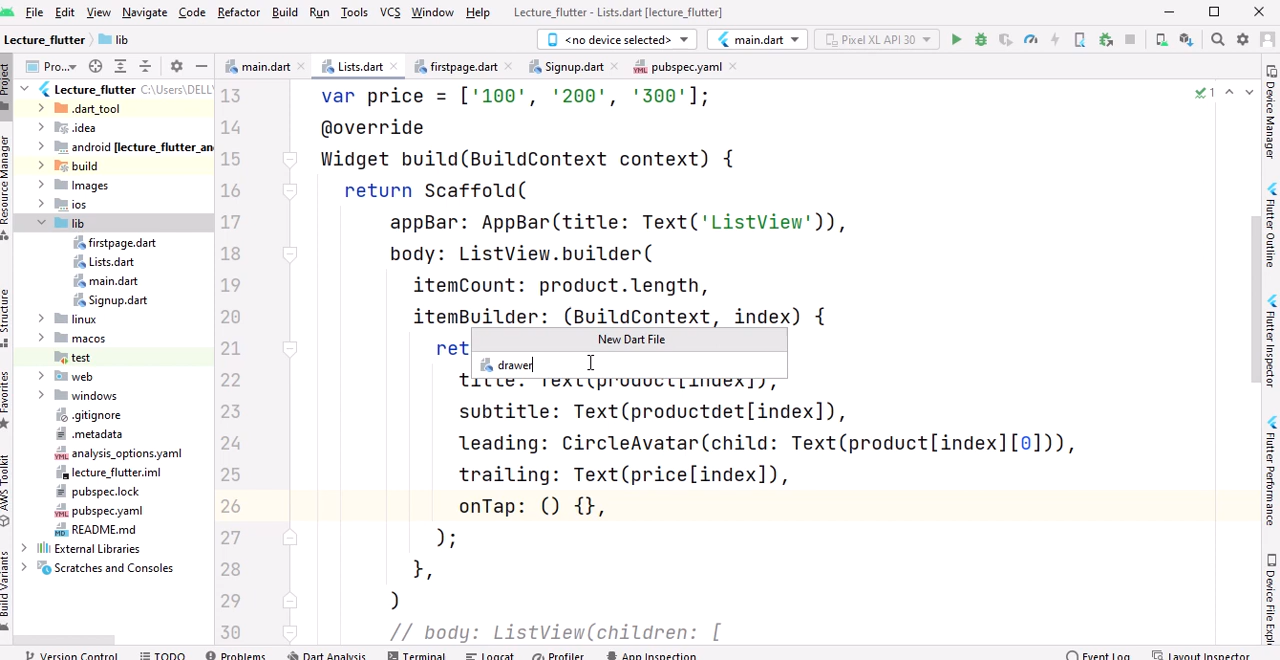 File Edit View Navigate Code Refactor Build Run Tools VCS Window Help Lecture_flutter - Lists.dart [lecture_flutter]
Lecture_flutter lib <no device selected> main.dart Pixel XL API 30
Pro... main.dart Lists.dart firstpage.dart Signup.dart pubspec.yaml
Project
Resource Manager
Structure
Favorites
AWS Toolkit
Build Variants
Lecture_flutter C:\Users\DELL\
.dart_tool
.idea
android [lecture_flutter_an
build
Images
ios
lib
firstpage.dart
Lists.dart
main.dart
Signup.dart
linux
macos
test
web
windows
.gitignore
.metadata
analysis_options.yaml
lecture_flutter.iml
pubspec.lock
pubspec.yaml
README.md
External Libraries
Scratches and Consoles
1
13 var price = ['100', '200', '300'];
14 @override
15 Widget build(BuildContext context) {
16 return Scaffold(
17 appBar: AppBar(title: Text('ListView')),
18 body: ListView.builder(
19 itemCount: product.length,
20 itemBuilder: (BuildContext, index) {
21 ret
New Dart File
drawer
22 title: Text(product[index]),
23 subtitle: Text(productdet[index]),
24 leading: CircleAvatar(child: Text(product[index][0])),
25 trailing: Text(price[index]),
26 onTap: () {},
27 );
28 },
29 )
30 // body: ListView(children: [
Device Manager
Flutter Outline
Flutter Inspector
Flutter Performance
Device File Explo
Version Control TODO Problems Dart Analysis Terminal Logcat Profiler App Inspection Event Log Layout Inspector